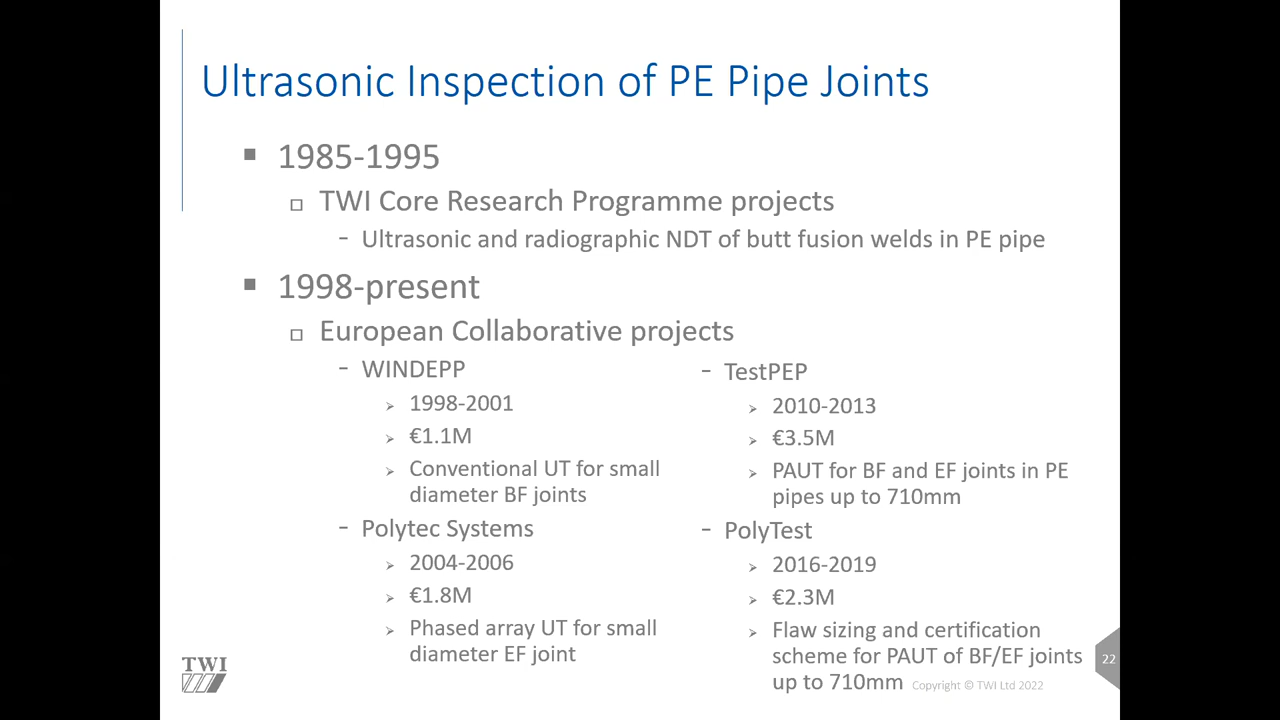 Ultrasonic Inspection of PE Pipe Joints
1985-1995
TWI Core Research Programme projects
- Ultrasonic and radiographic NDT of butt fusion welds in PE pipe
1998-present
European Collaborative projects
- WINDEPP
1998-2001
€1.1M
Conventional UT for small
diameter BF joints
- Polytec Systems
2004-2006
€1.8M
Phased array UT for small
diameter EF joint
- TestPEP
2010-2013
€3.5M
PAUT for BF and EF joints in PE
pipes up to 710mm
- PolyTest
2016-2019
€2.3M
Flaw sizing and certification
scheme for PAUT of BF/EF joints
up to 710mm
TWI
Copyright © TWI Ltd 2022
22